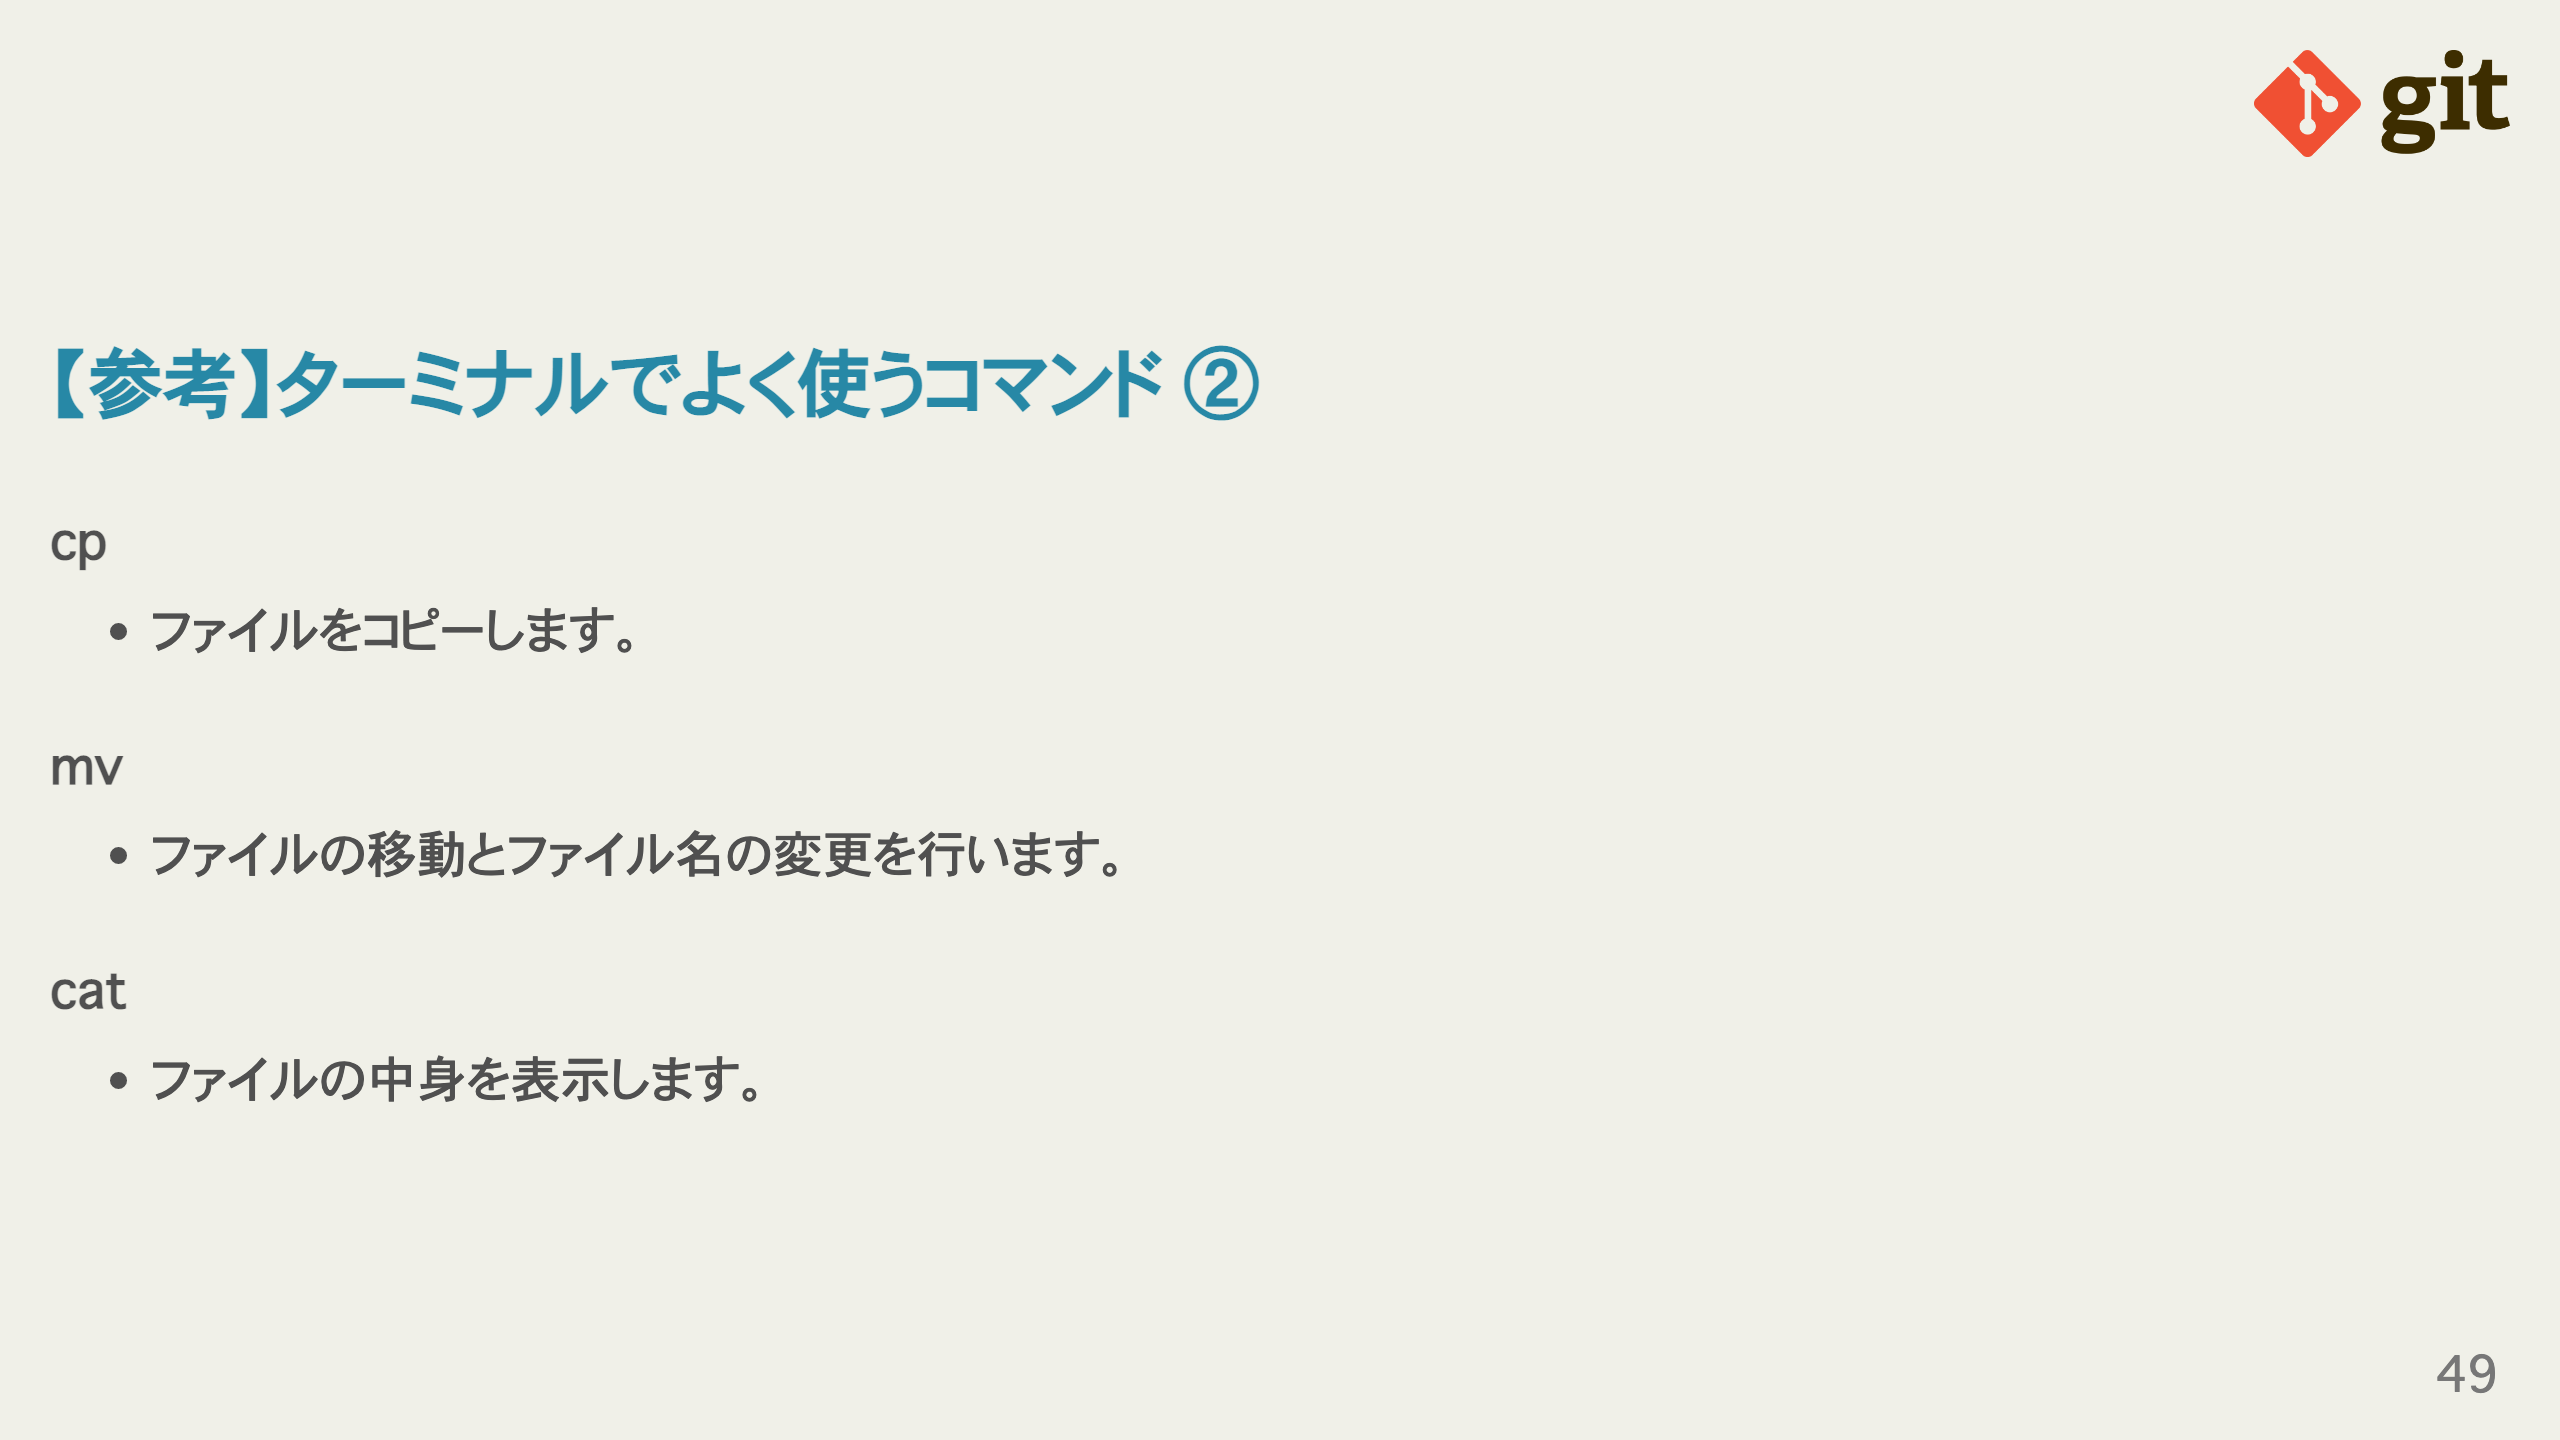 git
【参考】ターミナルでよく使うコマンド ②
cp
• ファイルをコピーします。
mv
• ファイルの移動とファイル名の変更を行います。
cat
• ファイルの中身を表示します。
49